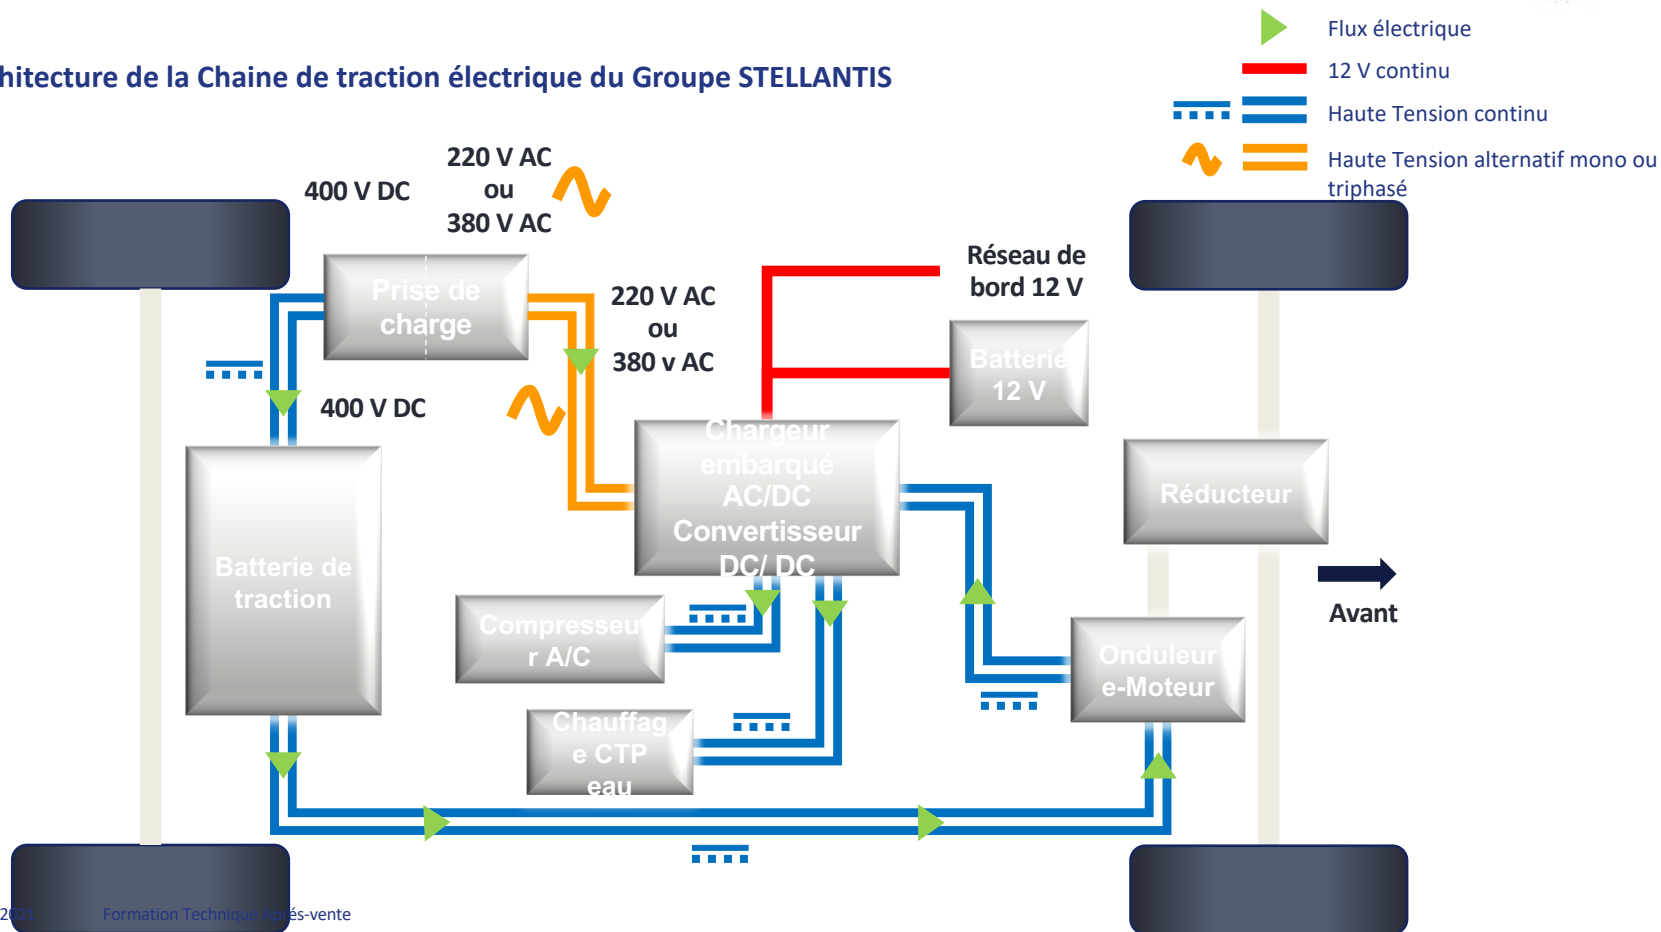 hitecture de la Chaine de traction électrique du Groupe STELLANTIS
Flux électrique
12 V continu
Haute Tension continu
Haute Tension alternatif mono ou
triphasé
400 V DC
220 V AC
ou
380 V AC
Prise de
charge
220 V AC
ou
380 v AC
Réseau de
bord 12 V
Batterie
12 V
400 V DC
Chargeur
embarqué
AC/DC
Convertisseur
DC/ DC
Réducteur
Batterie de
traction
Avant
Compresseu
r A/C
Onduleur
e-Moteur
Chauffag
e CTP
eau
Formation Technique Après-vente